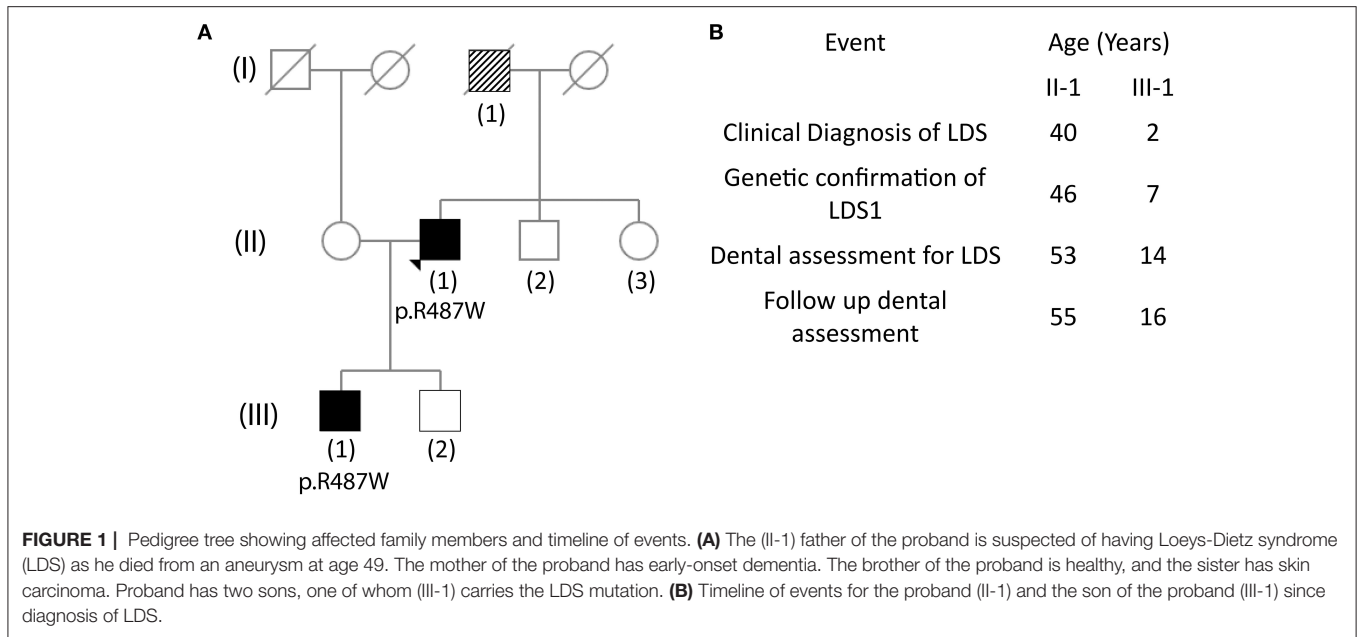 A
(I)
(1)
(II)
(1)
(2)
(3)
p.R487W
(III)
(1)
(2)
p.R487W
B
Event Age (Years)
II-1 III-1
Clinical Diagnosis of LDS 40 2
Genetic confirmation of
LDS1 46 7
Dental assessment for LDS 53 14
Follow up dental
assessment 55 16
FIGURE 1 | Pedigree tree showing affected family members and timeline of events. (A) The (II-1) father of the proband is suspected of having Loeys-Dietz syndrome
(LDS) as he died from an aneurysm at age 49. The mother of the proband has early-onset dementia. The brother of the proband is healthy, and the sister has skin
carcinoma. Proband has two sons, one of whom (III-1) carries the LDS mutation. (B) Timeline of events for the proband (II-1) and the son of the proband (III-1) since
diagnosis of LDS.